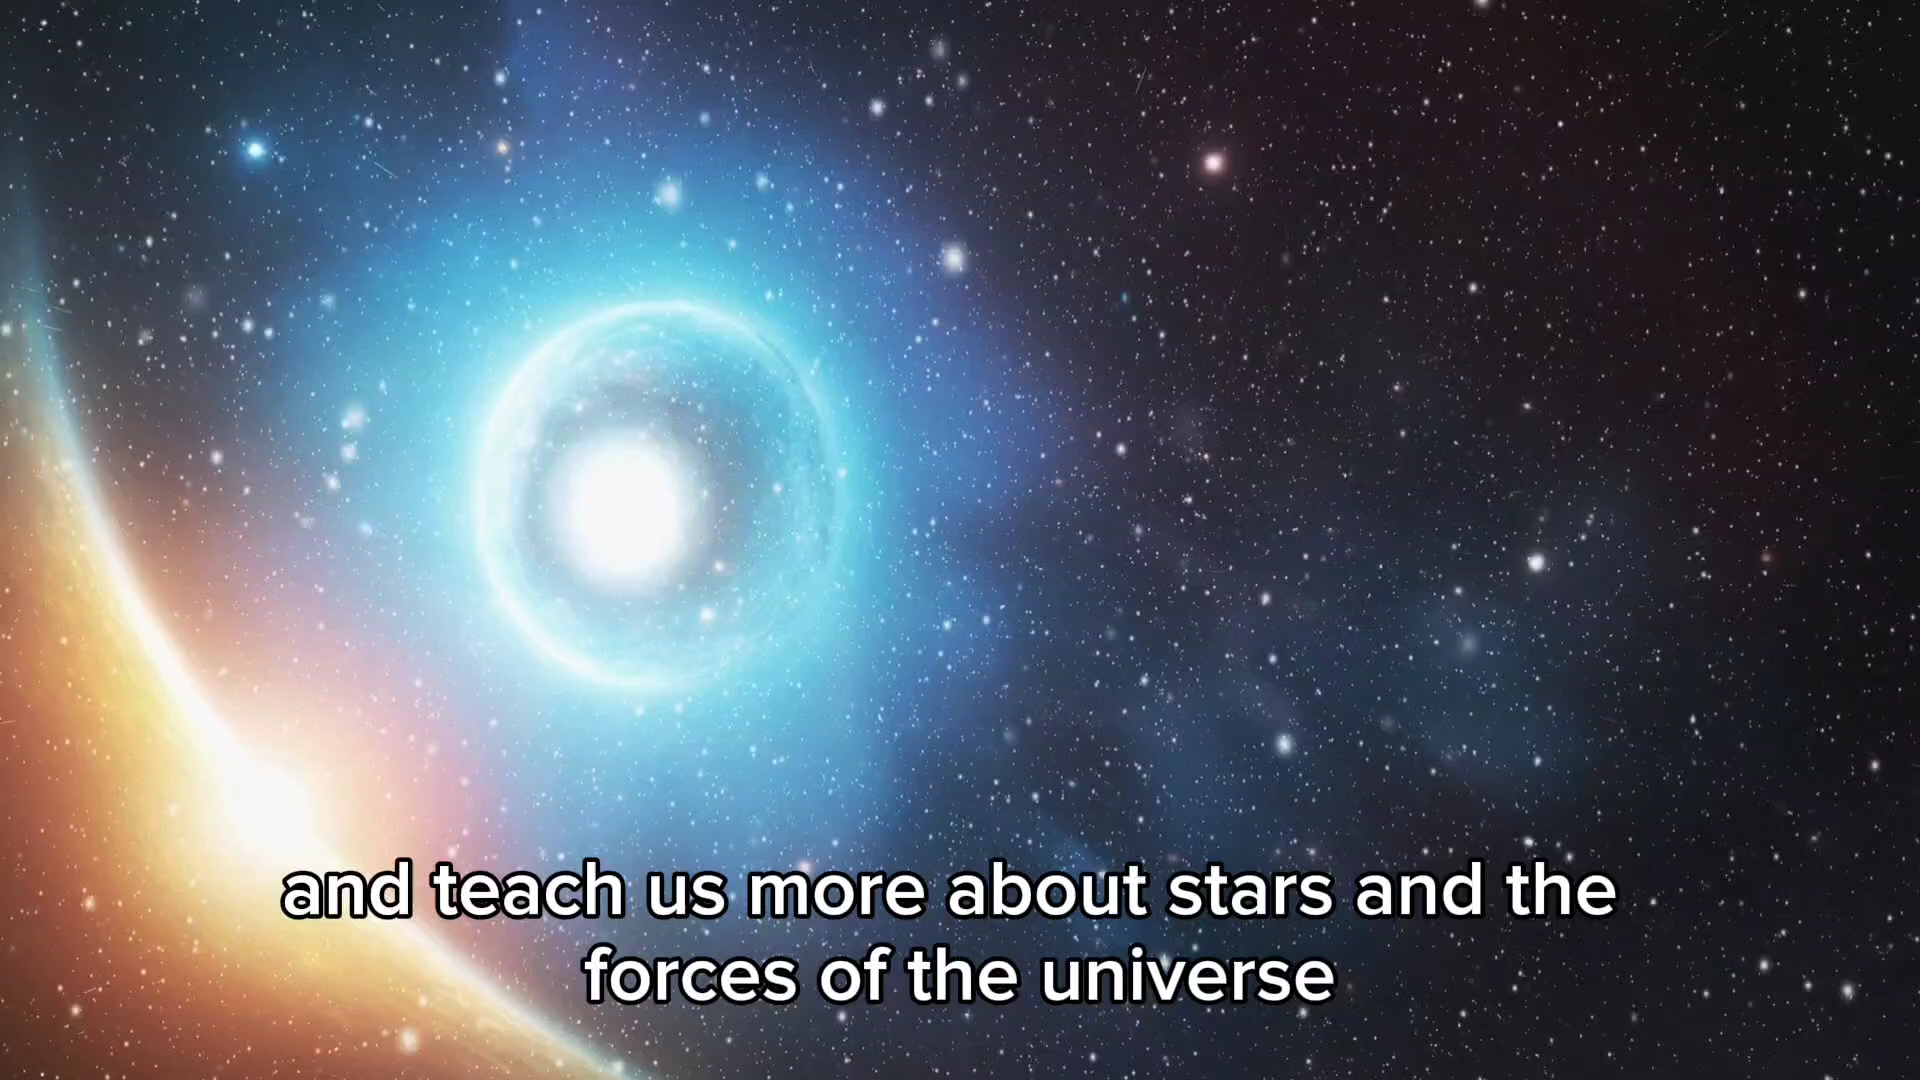 and teach us more about stars and the
forces of the universe